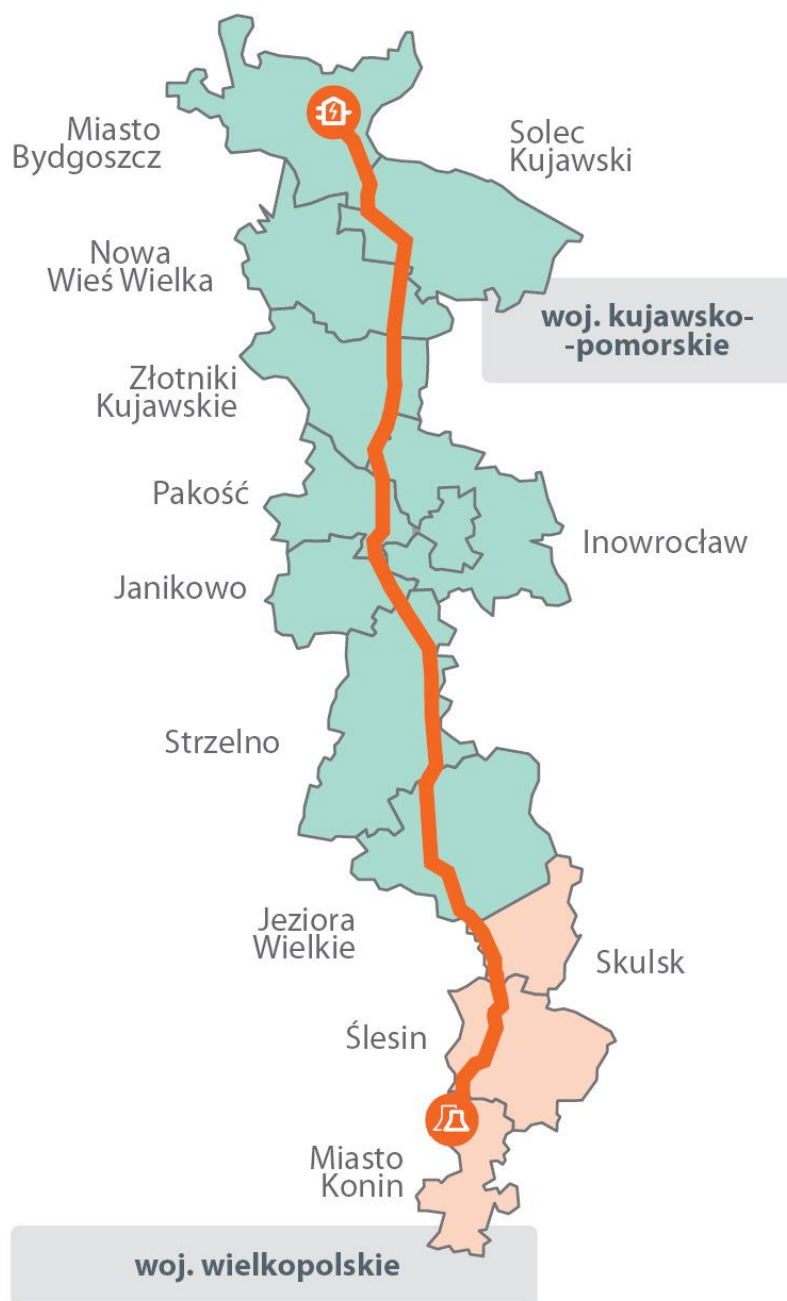 Miasto
Bydgoszcz
Solec
Kujawski
Nowa
Wieś Wielka
woj. kujawsko-
-pomorskie
Złotniki
Kujawskie
Pakość
Inowrocław
Janikowo
Strzelno
Jeziora
Wielkie
Skulsk
Ślesin
Miasto
Konin
woj. wielkopolskie